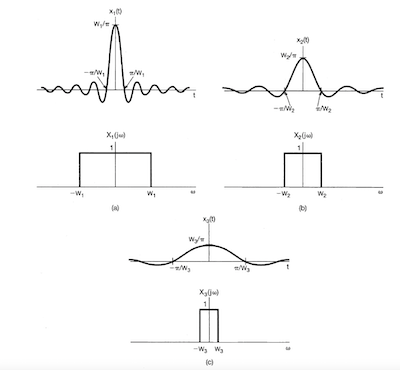 x₁(t)
W₁/π
−π/W₁
π/W₁
t
X₁(jω)
1
−W₁
W₁
ω
(a)
x₂(t)
W₂/π
−π/W₂
π/W₂
t
X₂(jω)
1
−W₂
W₂
ω
(b)
x₃(t)
W₃/π
−π/W₃
π/W₃
t
X₃(jω)
1
−W₃
W₃
ω
(c)